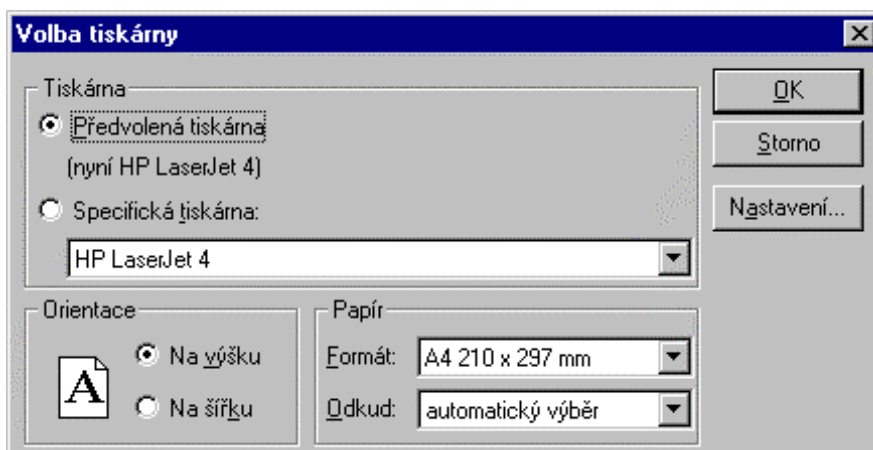 Volba tiskárny
Tiskárna
Předvolená tiskárna
(nyní HP LaserJet 4)
Specifická tiskárna:
HP LaserJet 4
OK
Storno
Nastavení...
Orientace
A
Na výšku
Na šířku
Papír
Formát: A4 210 x 297 mm
Odkud: automatický výběr